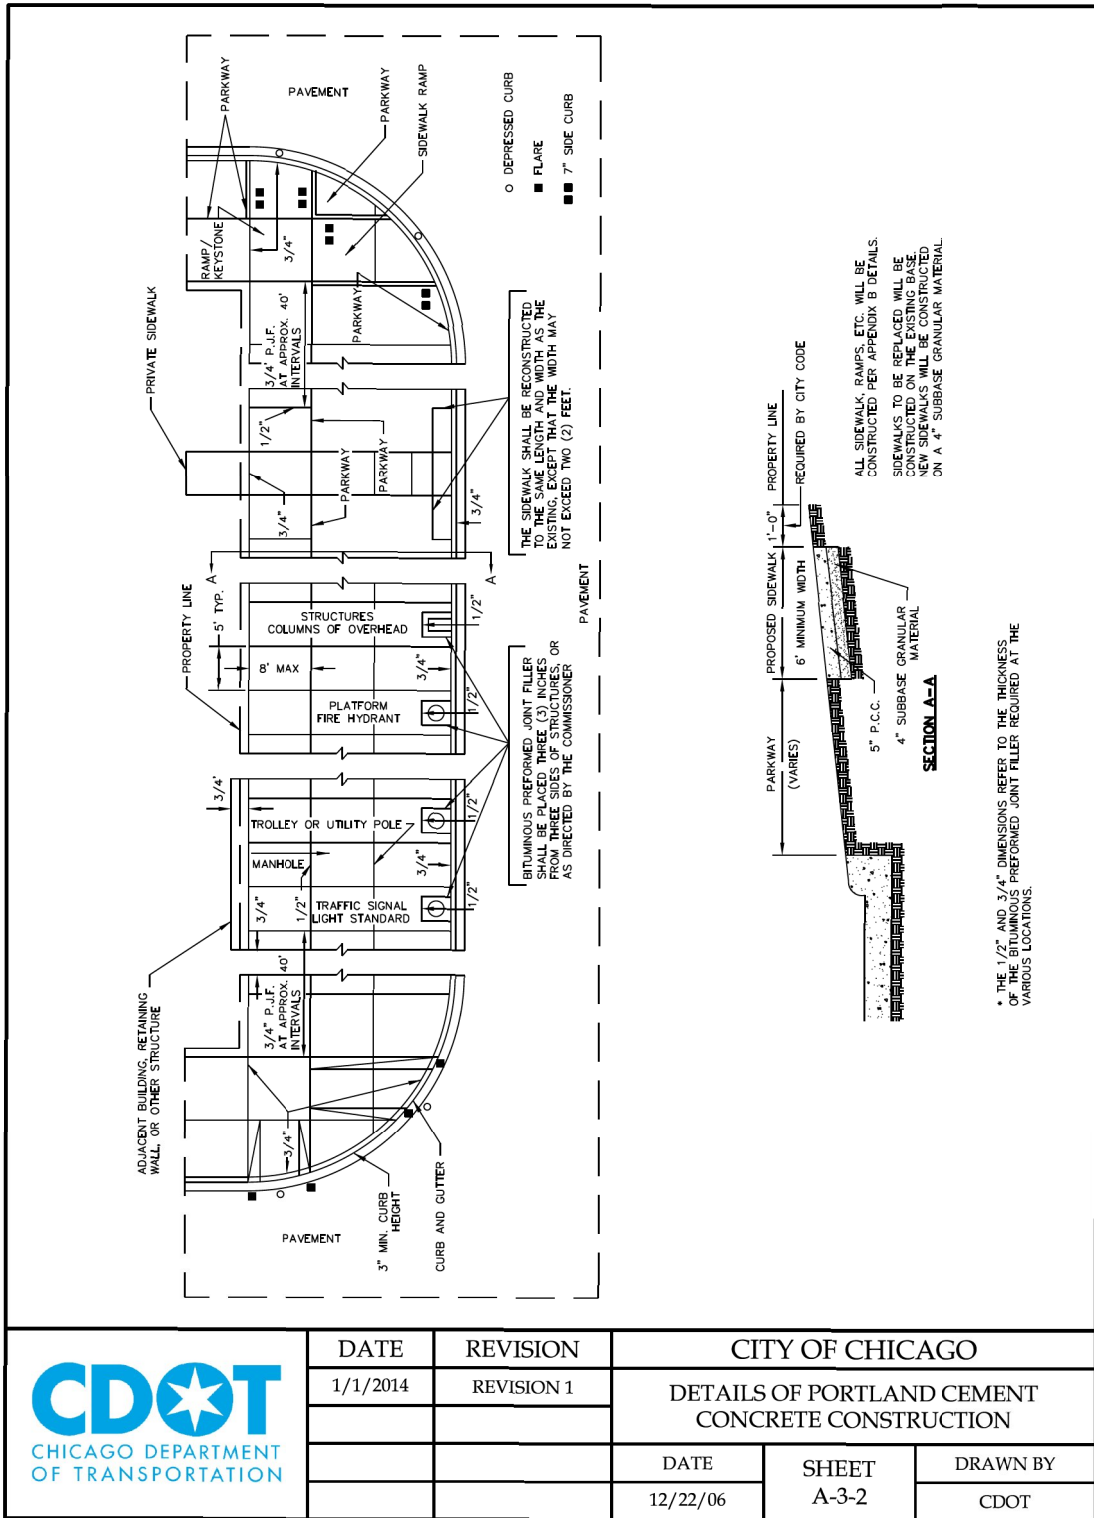 PAVEMENT
PARKWAY
PARKWAY
SIDEWALK RAMP
○ DEPRESSED CURB
■ FLARE
■■ 7" SIDE CURB
RAMP/
KEYSTONE
3/4"
PRIVATE SIDEWALK
3/4' P.J.F.
AT APPROX. 40'
INTERVALS
PARKWAY
1/2"
PARKWAY
3/4"
PARKWAY
3/4"
THE SIDEWALK SHALL BE RECONSTRUCTED
TO THE SAME LENGTH AND WIDTH AS THE
EXISTING, EXCEPT THAT THE WIDTH MAY
NOT EXCEED TWO (2) FEET.
A
A
PROPERTY LINE
5' TYP.
STRUCTURES
COLUMNS OF OVERHEAD
1/2"
8' MAX
3/4"
PLATFORM
FIRE HYDRANT
1/2"
PAVEMENT
BITUMINOUS PREFORMED JOINT FILLER
SHALL BE PLACED THREE (3) INCHES
FROM THREE SIDES OF STRUCTURES, OR
AS DIRECTED BY THE COMMISSIONER
3/4'
TROLLEY OR UTILITY POLE
1/2"
MANHOLE
3/4"
3/4"
1/2"
TRAFFIC SIGNAL
LIGHT STANDARD
1/2"
ADJACENT BUILDING, RETAINING
WALL, OR OTHER STRUCTURE
3/4" P.J.F.
AT APPROX. 40'
INTERVALS
3/4"
3" MIN. CURB
HEIGHT
CURB AND GUTTER
PAVEMENT
PROPERTY LINE
REQUIRED BY CITY CODE
1'-0"
PROPOSED SIDEWALK
6' MINIMUM WIDTH
PARKWAY
(VARIES)
5" P.C.C.
4" SUBBASE GRANULAR
MATERIAL
SECTION A-A
ALL SIDEWALK, RAMPS, ETC. WILL BE
CONSTRUCTED PER APPENDIX B DETAILS.
SIDEWALKS TO BE REPLACED WILL BE
CONSTRUCTED ON THE EXISTING BASE.
NEW SIDEWALKS WILL BE CONSTRUCTED
ON A 4" SUBBASE GRANULAR MATERIAL.
* THE 1/2" AND 3/4" DIMENSIONS REFER TO THE THICKNESS
OF THE BITUMINOUS PREFORMED JOINT FILLER REQUIRED AT THE
VARIOUS LOCATIONS.
CDOT
CHICAGO DEPARTMENT
OF TRANSPORTATION
DATE
REVISION
1/1/2014
REVISION 1
CITY OF CHICAGO
DETAILS OF PORTLAND CEMENT
CONCRETE CONSTRUCTION
DATE
12/22/06
SHEET
A-3-2
DRAWN BY
CDOT